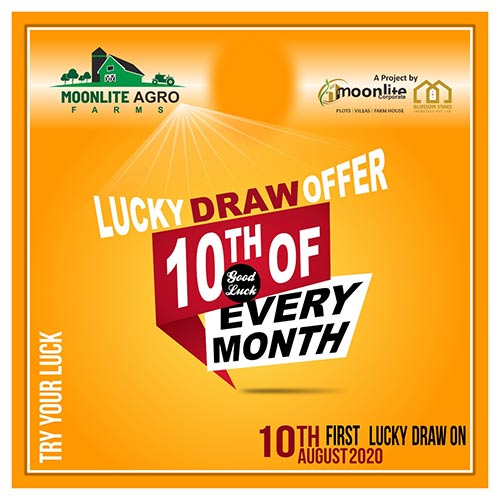 MOONLITE AGRO
FARMS
A Project by
moonlite
Corporate
PLOTS | VILLAS | FARM HOUSE
LUCKY DRAW OFFER
10TH OF
Good
Luck
EVERY
MONTH
TRY YOUR LUCK
10TH FIRST LUCKY DRAW ON
AUGUST 2020